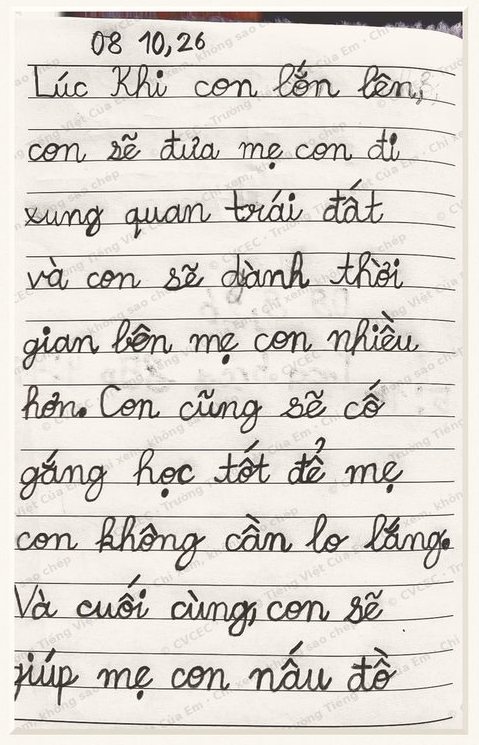 08 10,26
Lúc Khi con lớn lên,
con sẽ đưa mẹ con đi
xung quan trái đất
và con sẽ dành thời
gian bên mẹ con nhiều
hơn. Con cũng sẽ cố
gắng học tốt để mẹ
con không cần lo lắng.
Và cuối cùng, con sẽ
giúp mẹ con nấu đồ